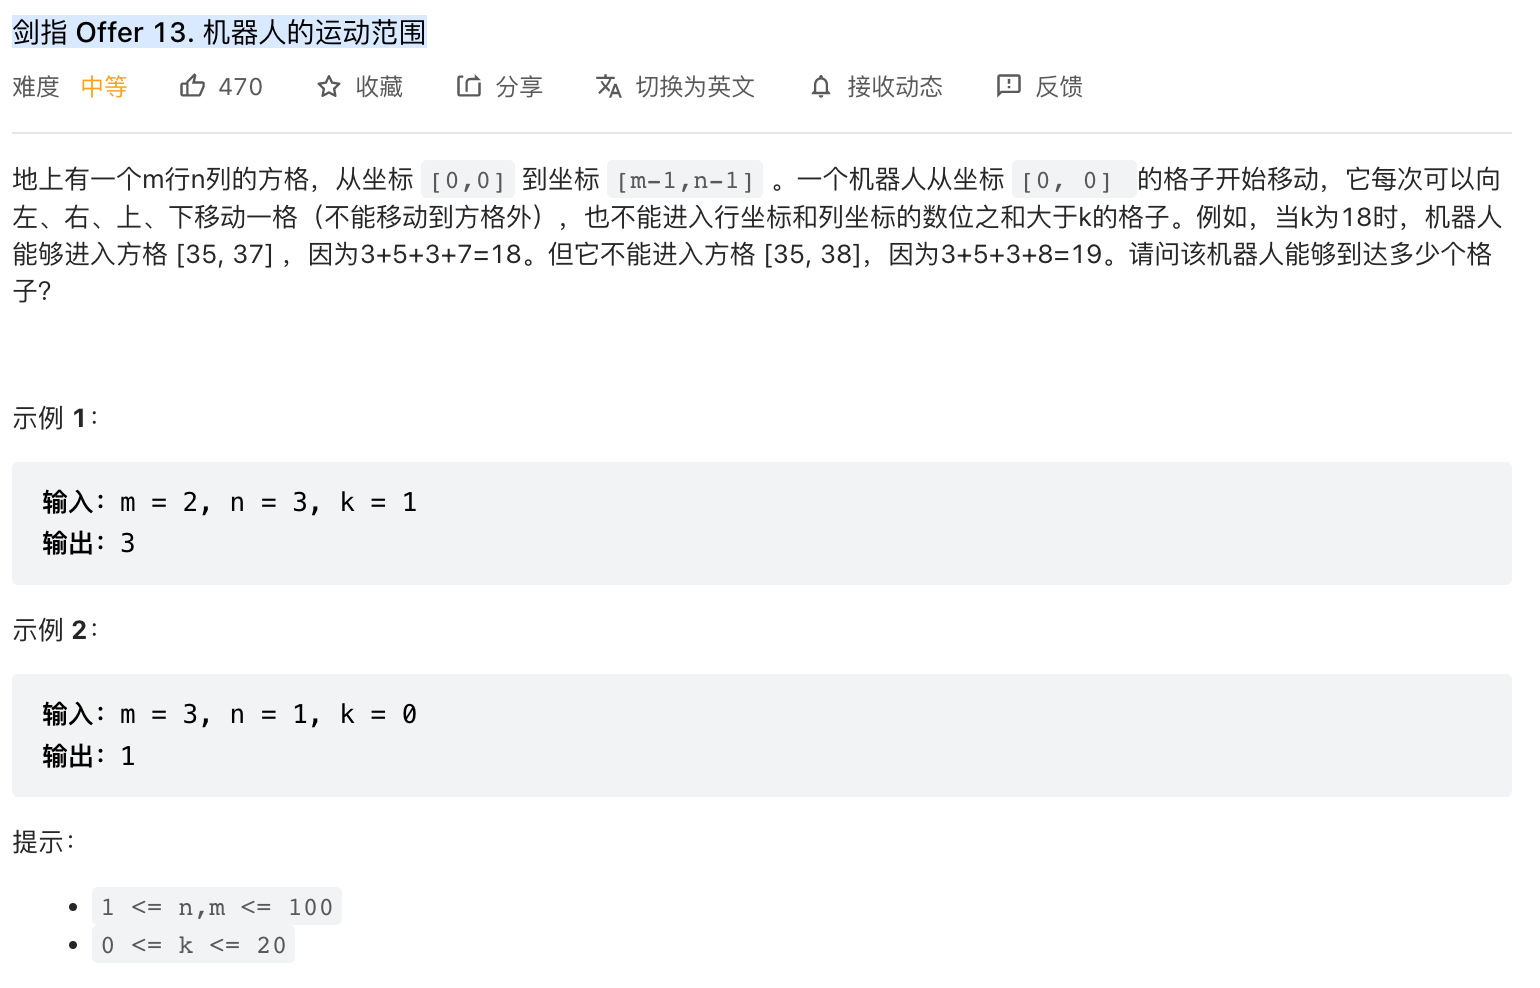 剑指 Offer 13. 机器人的运动范围
难度 中等 470 收藏 分享 切换为英文 接收动态 反馈
地上有一个m行n列的方格，从坐标 [0,0] 到坐标 [m-1,n-1] 。一个机器人从坐标 [0, 0] 的格子开始移动，它每次可以向
左、右、上、下移动一格（不能移动到方格外），也不能进入行坐标和列坐标的数位之和大于k的格子。例如，当k为18时，机器人
能够进入方格 [35, 37] ，因为3+5+3+7=18。但它不能进入方格 [35, 38]，因为3+5+3+8=19。请问该机器人能够到达多少个格
子？
示例 1：
输入：m = 2, n = 3, k = 1
输出：3
示例 2：
输入：m = 3, n = 1, k = 0
输出：1
提示：
• 1 <= n,m <= 100
• 0 <= k <= 20